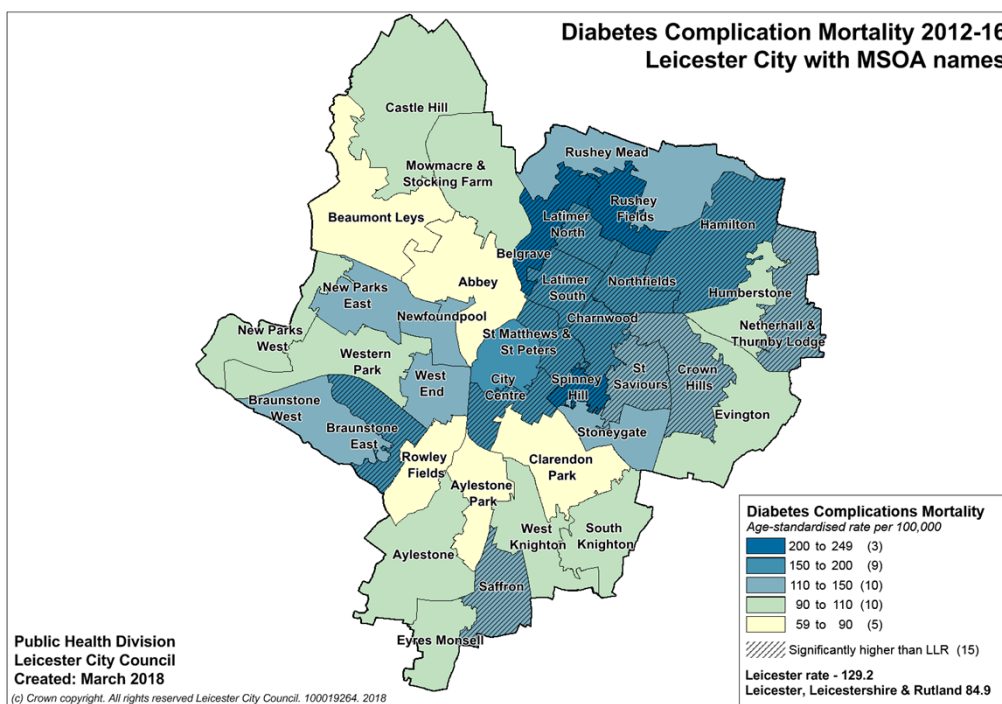 Diabetes Complication Mortality 2012-16
Leicester City with MSOA names
Castle Hill
Mowmacre &
Stocking Farm
Rushey Mead
Beaumont Leys
Rushey
Fields
Latimer
North
Hamilton
Belgrave
Abbey
New Parks
East
Latimer
South
Northfields
Humberstone
Newfoundpool
Charnwood
New Parks
West
St Matthews &
St Peters
Netherhall &
Thurnby Lodge
Western
Park
West
End
City
Centre
Spinney
Hill
St
Saviours
Crown
Hills
Braunstone
West
Braunstone
East
Evington
Stoneygate
Rowley
Fields
Clarendon
Park
Aylestone
Park
West
Knighton
South
Knighton
Aylestone
Saffron
Eyres Monsell
Diabetes Complications Mortality
Age-standardised rate per 100,000
200 to 249 (3)
150 to 200 (9)
110 to 150 (10)
90 to 110 (10)
59 to 90 (5)
Significantly higher than LLR (15)
Leicester rate - 129.2
Leicester, Leicestershire & Rutland 84.9
Public Health Division
Leicester City Council
Created: March 2018
(c) Crown copyright. All rights reserved Leicester City Council. 100019264. 2018